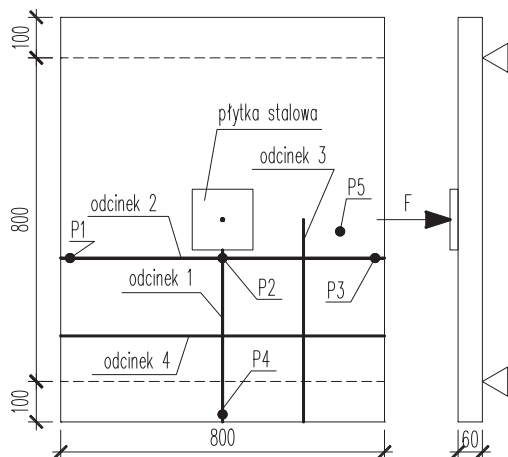 100
płytka stalowa
odcinek 3
P5
F
odcinek 2
P1
800
odcinek 1
P2
P3
odcinek 4
P4
100
800
60